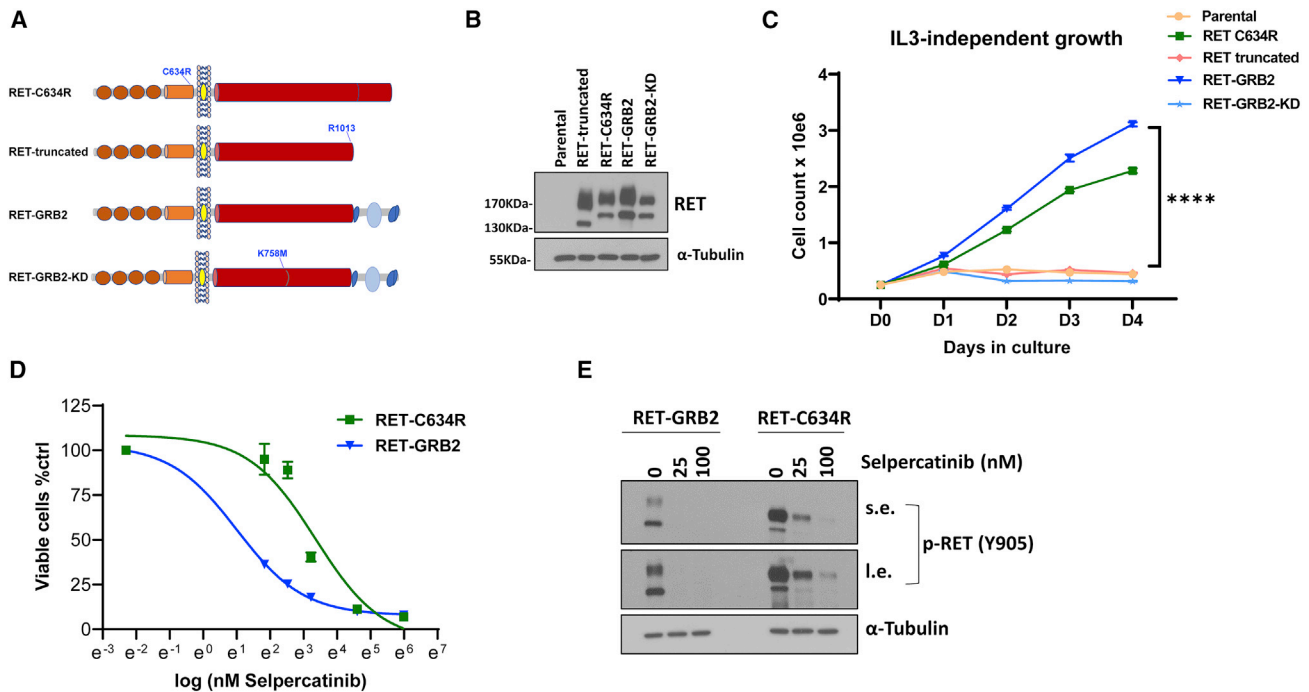 A
C634R
RET-C634R
R1013
RET-truncated
RET-GRB2
K758M
RET-GRB2-KD
B
Parental
RET-truncated
RET-C634R
RET-GRB2
RET-GRB2-KD
170KDa-
130KDa-
55KDa-
RET
α-Tubulin
C
IL3-independent growth
Parental
RET C634R
RET truncated
RET-GRB2
RET-GRB2-KD
Cell count x 10e6
4
3
2
1
0
****
D0 D1 D2 D3 D4
Days in culture
D
RET-C634R
RET-GRB2
Viable cells %ctrl
125
100
75
50
25
0
e-3 e-2 e-1 e0 e1 e2 e3 e4 e5 e6 e7
log (nM Selpercatinib)
E
RET-GRB2 RET-C634R
0 25 100 0 25 100 Selpercatinib (nM)
s.e.
p-RET (Y905)
l.e.
α-Tubulin